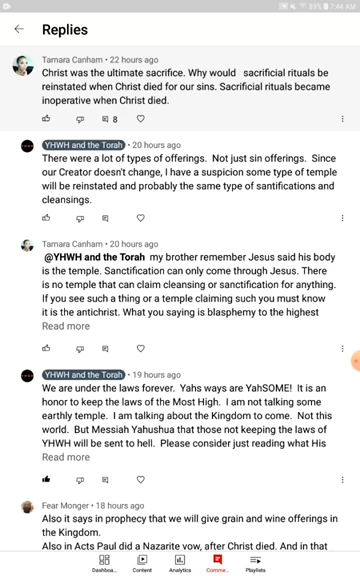 89% 7:44 AM
Replies
Tamara Canham • 22 hours ago
Christ was the ultimate sacrifice. Why would sacrificial rituals be
reinstated when Christ died for our sins. Sacrificial rituals became
inoperative when Christ died.
8
YHWH and the Torah • 20 hours ago
There were a lot of types of offerings. Not just sin offerings. Since
our Creator doesn't change, I have a suspicion some type of temple
will be reinstated and probably the same type of santifications and
cleansings.
Tamara Canham • 20 hours ago
@YHWH and the Torah my brother remember Jesus said his body
is the temple. Sanctification can only come through Jesus. There
is no temple that can claim cleansing or sanctification for anything.
If you see such a thing or a temple claiming such you must know
it is the antichrist. What you saying is blasphemy to the highest
Read more
YHWH and the Torah • 19 hours ago
We are under the laws forever. Yahs ways are YahSOME! It is an
honor to keep the laws of the Most High. I am not talking some
earthly temple. I am talking about the Kingdom to come. Not this
world. But Messiah Yahushua that those not keeping the laws of
YHWH will be sent to hell. Please consider just reading what His
Read more
Fear Monger • 18 hours ago
Also it says in prophecy that we will give grain and wine offerings in
the Kingdom.
Also in Acts Paul did a Nazarite vow, after Christ died. And in that
Dashboa...
Content
Analytics
Comme...
Playlists